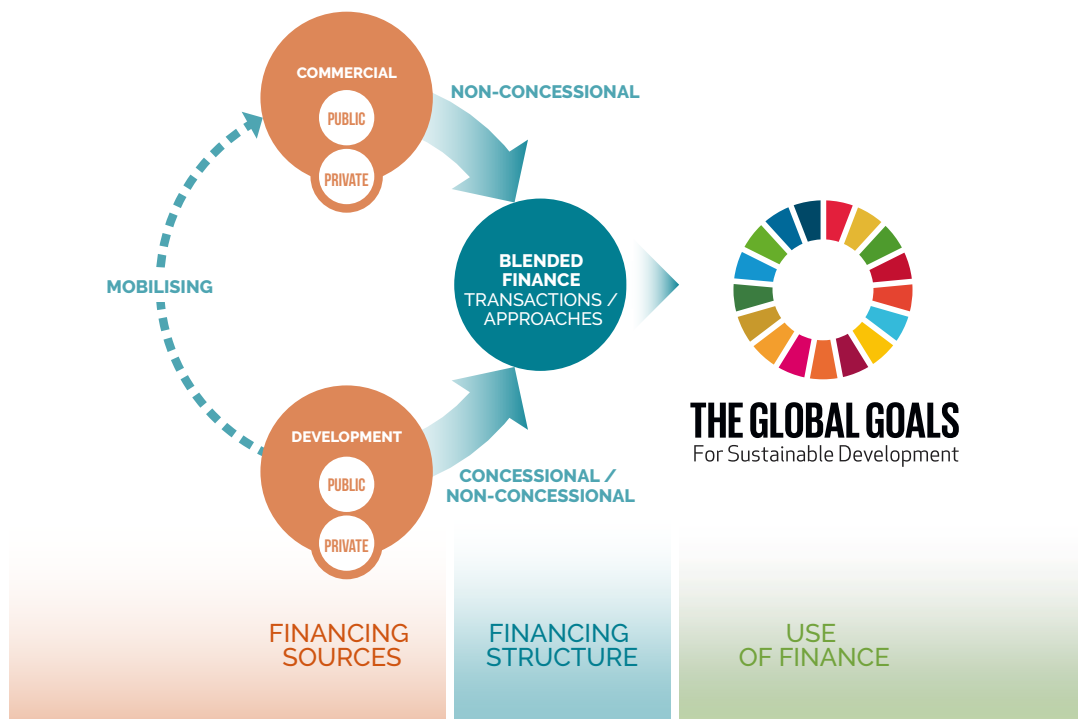 COMMERCIAL
PUBLIC
PRIVATE
NON-CONCESSIONAL
MOBILISING
BLENDED
FINANCE
TRANSACTIONS /
APPROACHES
DEVELOPMENT
PUBLIC
PRIVATE
CONCESSIONAL /
NON-CONCESSIONAL
THE GLOBAL GOALS
For Sustainable Development
FINANCING
SOURCES
FINANCING
STRUCTURE
USE
OF FINANCE